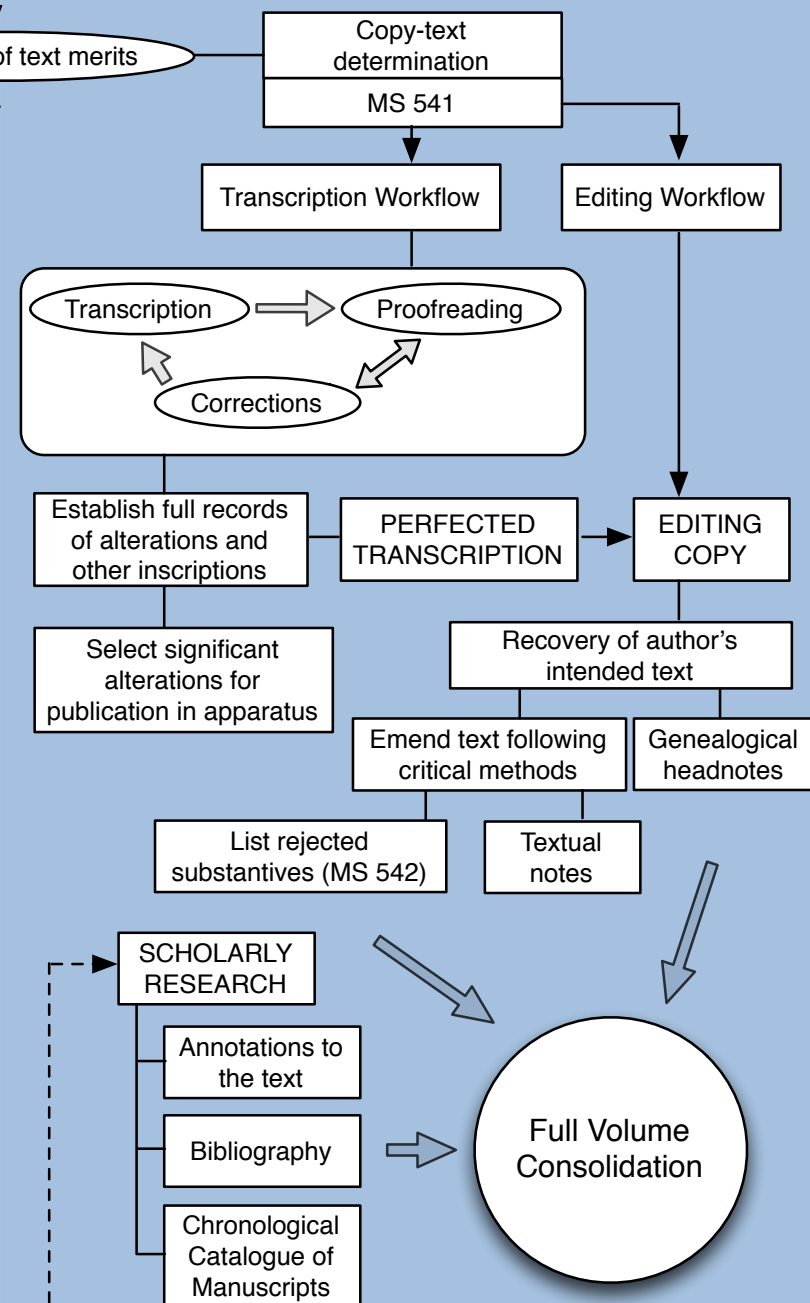 of text merits
Copy-text
determination
MS 541
Transcription Workflow
Editing Workflow
Transcription
Proofreading
Corrections
Establish full records
of alterations and
other inscriptions
PERFECTED
TRANSCRIPTION
EDITING
COPY
Select significant
alterations for
publication in apparatus
Recovery of author's
intended text
Emend text following
critical methods
Genealogical
headnotes
List rejected
substantives (MS 542)
Textual
notes
SCHOLARLY
RESEARCH
Annotations to
the text
Bibliography
Chronological
Catalogue of
Manuscripts
Full Volume
Consolidation